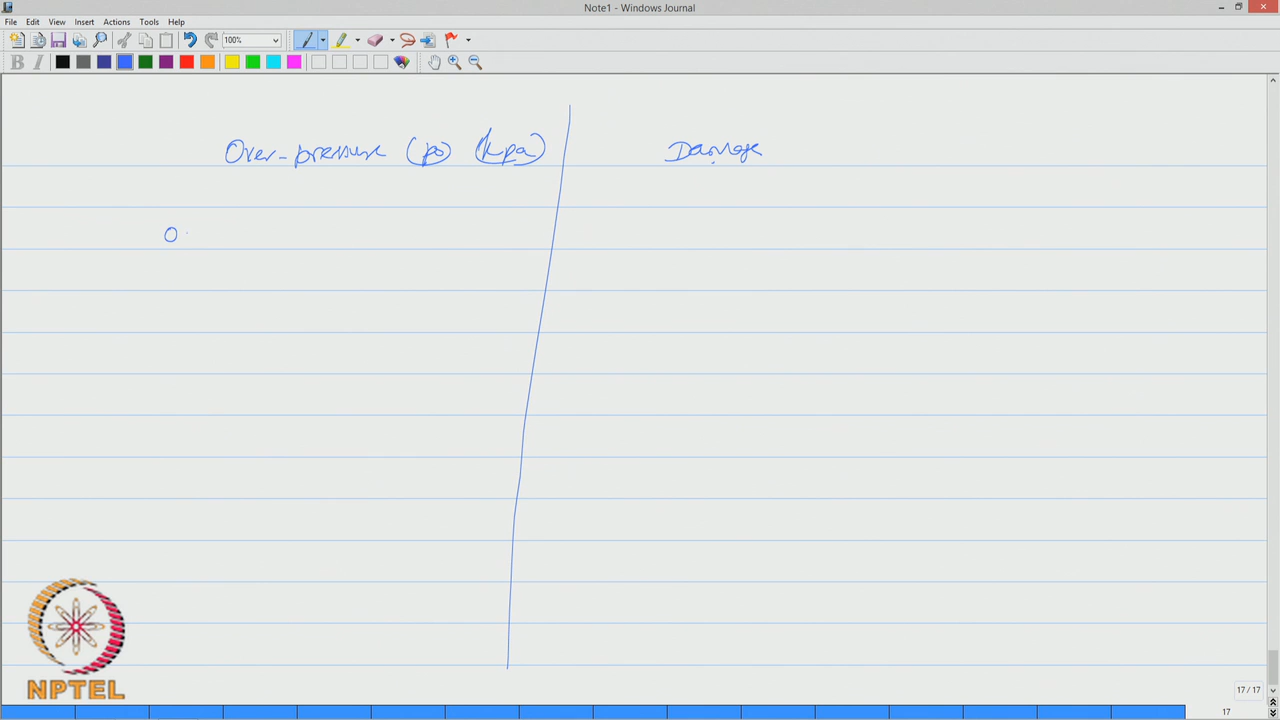 Note1 - Windows Journal
File Edit View Insert Actions Tools Help
100%
B I
Over-pressure (po) (kpa) Damage
0.
NPTEL
17 / 17
17